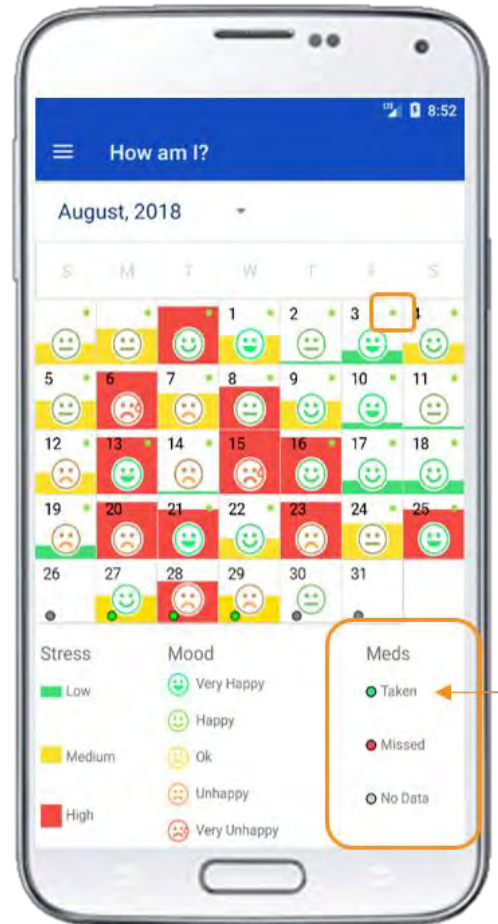 LTE 8:52
How am I?
August, 2018
S M T W T F S
1 2 3 4
5 6 7 8 9 10 11
12 13 14 15 16 17 18
19 20 21 22 23 24 25
26 27 28 29 30 31
Stress Mood Meds
Low Very Happy Taken
Happy
Medium Ok Missed
Unhappy No Data
High Very Unhappy